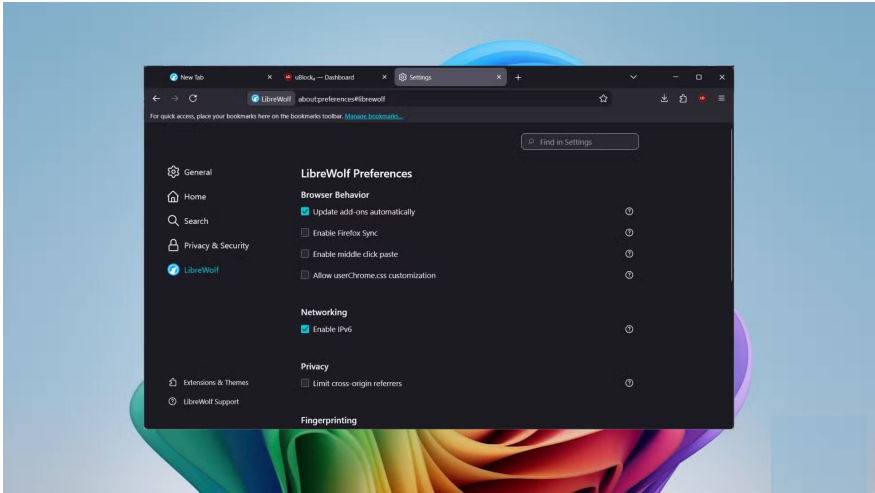 New Tab
uBlock₀ — Dashboard
Settings
LibreWolf
about:preferences#librewolf
For quick access, place your bookmarks here on the bookmarks toolbar. Manage bookmarks...
Find in Settings
General
Home
Search
Privacy & Security
LibreWolf
Extensions & Themes
LibreWolf Support
LibreWolf Preferences
Browser Behavior
Update add-ons automatically
Enable Firefox Sync
Enable middle click paste
Allow userChrome.css customization
Networking
Enable IPv6
Privacy
Limit cross-origin referrers
Fingerprinting